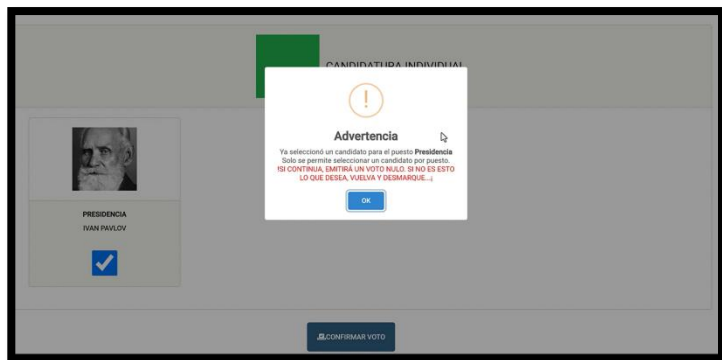 CANDIDATURA INDIVIDUAL
Advertencia
Ya seleccionó un candidato para el puesto Presidencia
Solo se permite seleccionar un candidato por puesto.
!SI CONTINUA, EMITIRÁ UN VOTO NULO. SI NO ES ESTO
LO QUE DESEA, VUELVA Y DESMARQUE...¡
OK
PRESIDENCIA
IVAN PAVLOV
CONFIRMAR VOTO